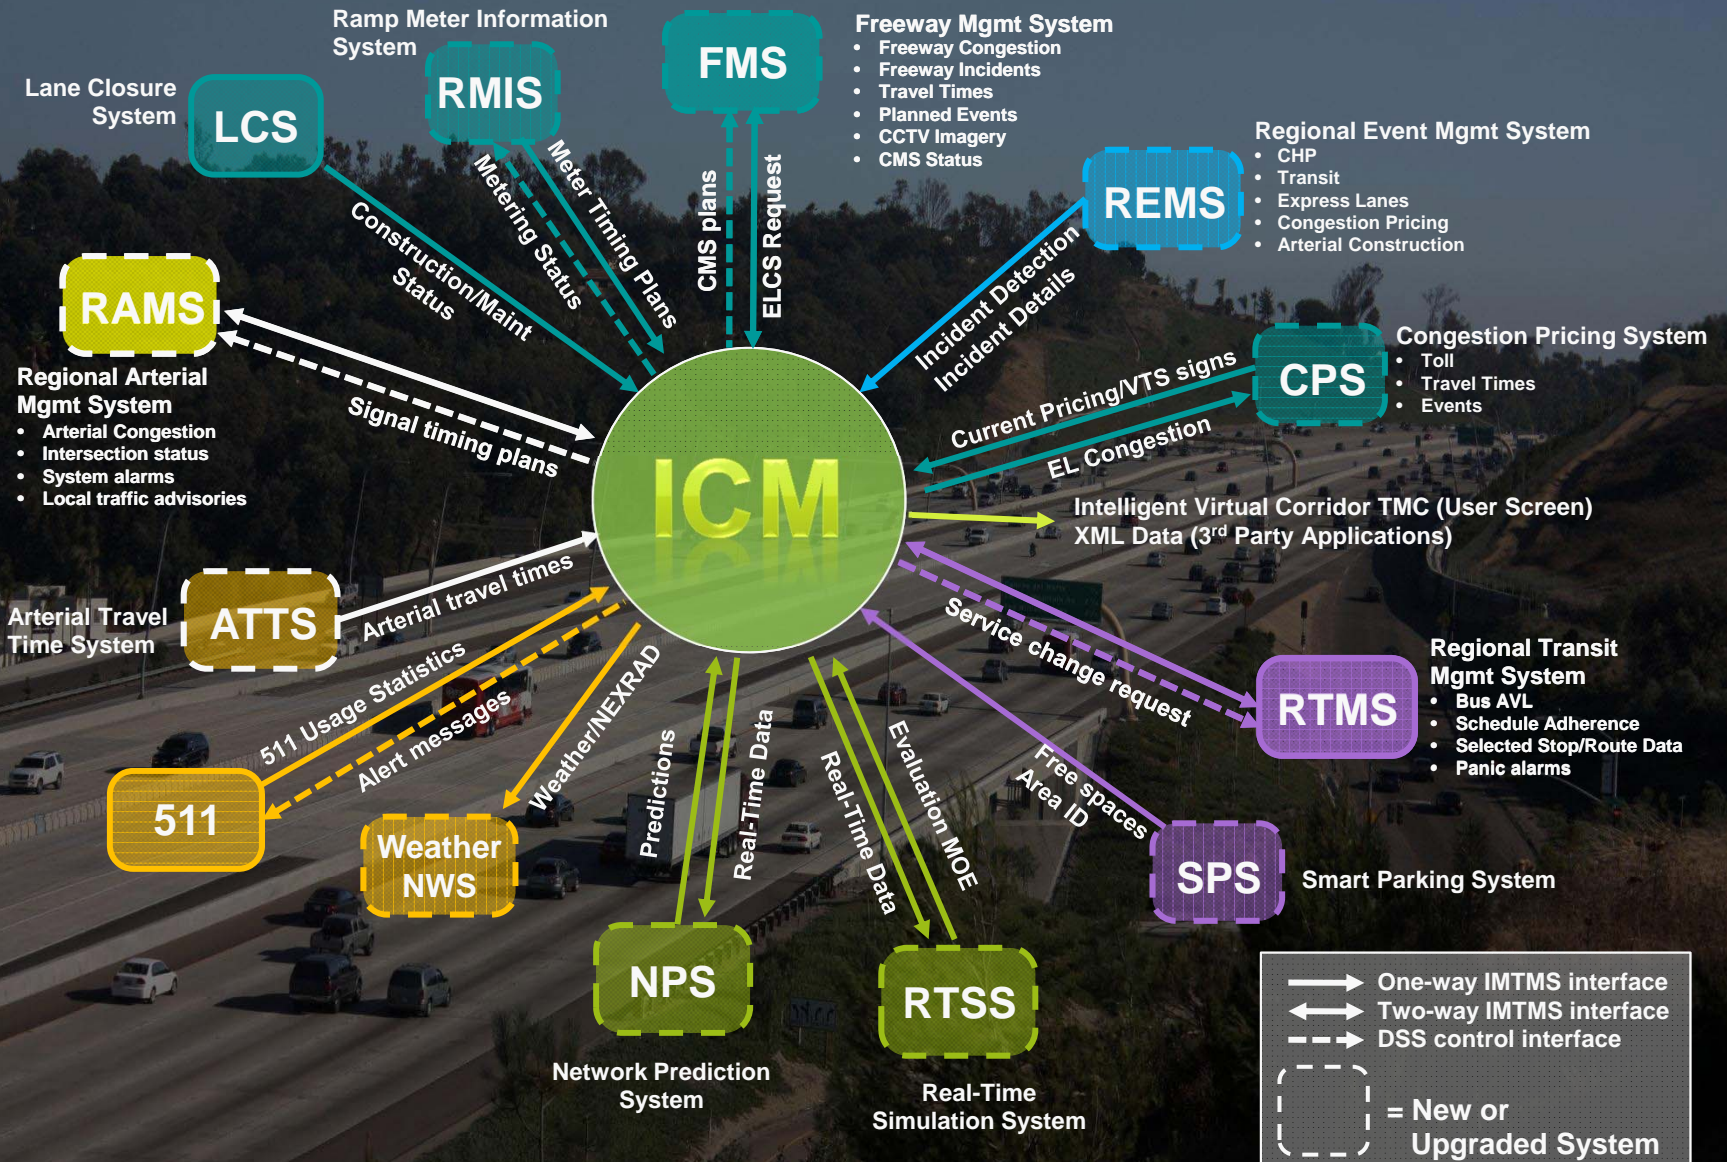 Ramp Meter Information
System
RMIS
Lane Closure
System
LCS
FMS
Freeway Mgmt System
• Freeway Congestion
• Freeway Incidents
• Travel Times
• Planned Events
• CCTV Imagery
• CMS Status
Regional Event Mgmt System
• CHP
• Transit
• Express Lanes
• Congestion Pricing
• Arterial Construction
REMS
Construction/Maint
Status
Metering Status
Meter Timing Plans
CMS plans
ELCS Request
Incident Detection
Incident Details
RAMS
Regional Arterial
Mgmt System
• Arterial Congestion
• Intersection status
• System alarms
• Local traffic advisories
Signal timing plans
Congestion Pricing System
• Toll
• Travel Times
• Events
CPS
Current Pricing/VTS signs
EL Congestion
ICM
Intelligent Virtual Corridor TMC (User Screen)
XML Data (3rd Party Applications)
Arterial Travel
Time System
ATTS
Arterial travel times
511 Usage Statistics
Alert messages
511
Weather/NEXRAD
Weather
NWS
Predictions
Real-Time Data
NPS
Network Prediction
System
Real-Time Data
Evaluation MOE
RTSS
Real-Time
Simulation System
Service change request
RTMS
Regional Transit
Mgmt System
• Bus AVL
• Schedule Adherence
• Selected Stop/Route Data
• Panic alarms
Free spaces
Area ID
SPS
Smart Parking System
One-way IMTMS interface
Two-way IMTMS interface
DSS control interface
= New or
Upgraded System